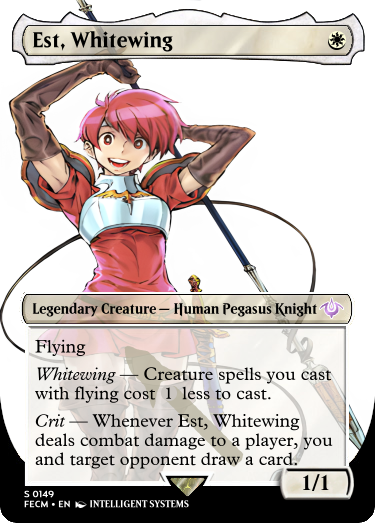 Est, Whitewing
Legendary Creature — Human Pegasus Knight
Flying
Whitewing — Creature spells you cast
with flying cost 1 less to cast.
Crit — Whenever Est, Whitewing
deals combat damage to a player, you
and target opponent draw a card.
1/1
S 0149
FECM • EN INTELLIGENT SYSTEMS